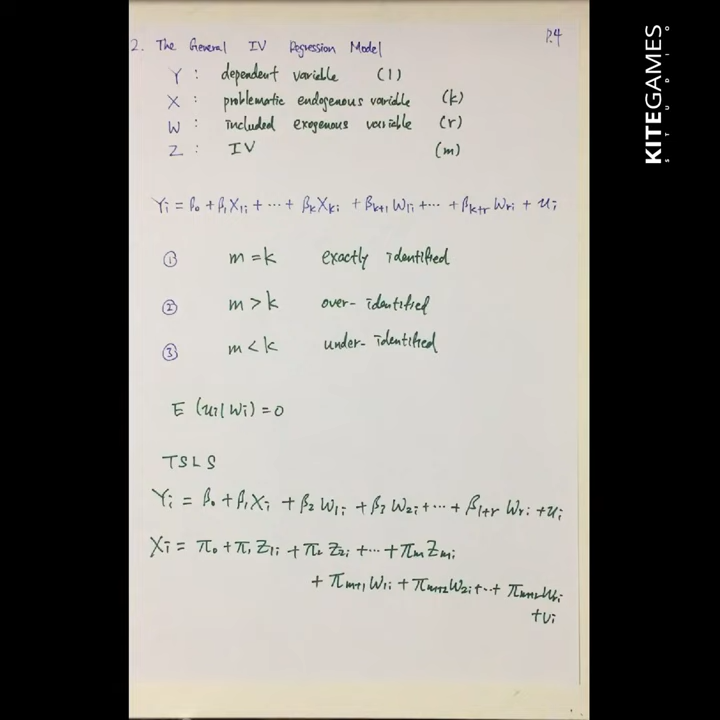 P.4
2. The General IV Regression Model
Y : dependent variable (1)
X : problematic endogenous variable (k)
W : included exogenous variable (r)
Z : IV (m)
Yi = β0 + β1X1i + ··· + βkXki + βk+1W1i + ··· + βk+rWri + ui
① m = k exactly identified
② m > k over-identified
③ m < k under-identified
E (ui|Wi) = 0
TSLS
Yi = β0 + β1Xi + β2W1i + β3W2i + ··· + β1+rWri + ui
Xi = π0 + π1Z1i + π2Z2i + ··· + πmZmi
+ πm+1W1i + πm+2W2i + ··· + πm+rWri
+ vi
KITEGAMES
STUDIO